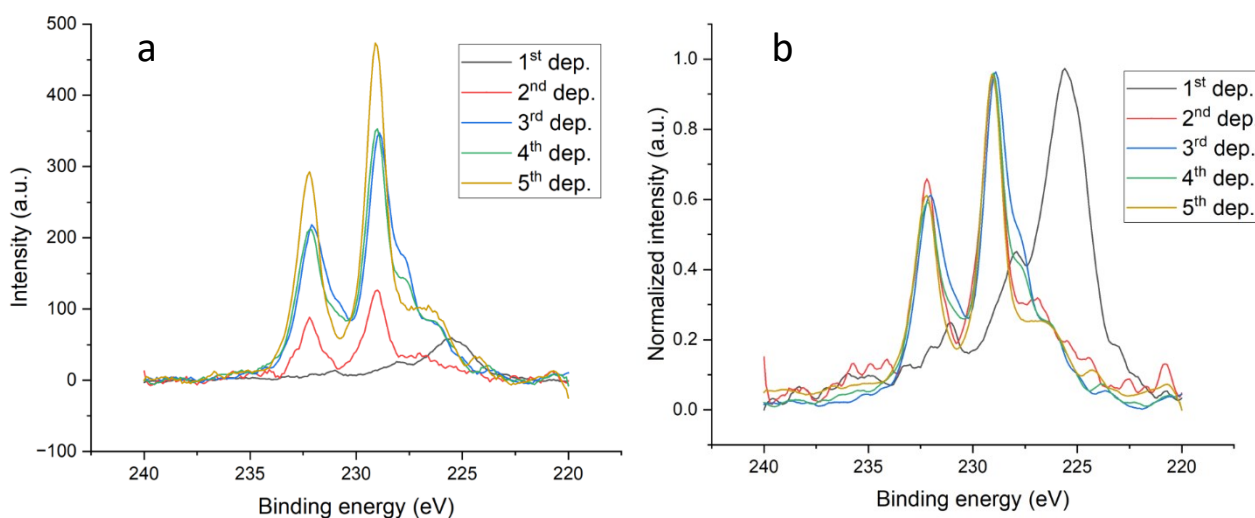 a
Intensity (a.u.)
500
400
300
200
100
0
−100
240
235
230
225
220
Binding energy (eV)
1st dep.
2nd dep.
3rd dep.
4th dep.
5th dep.
b
Normalized intensity (a.u.)
1.0
0.8
0.6
0.4
0.2
0.0
240
235
229
225
220
Binding energy (eV)
1st dep.
2nd dep.
3rd dep.
4th dep.
5th dep.